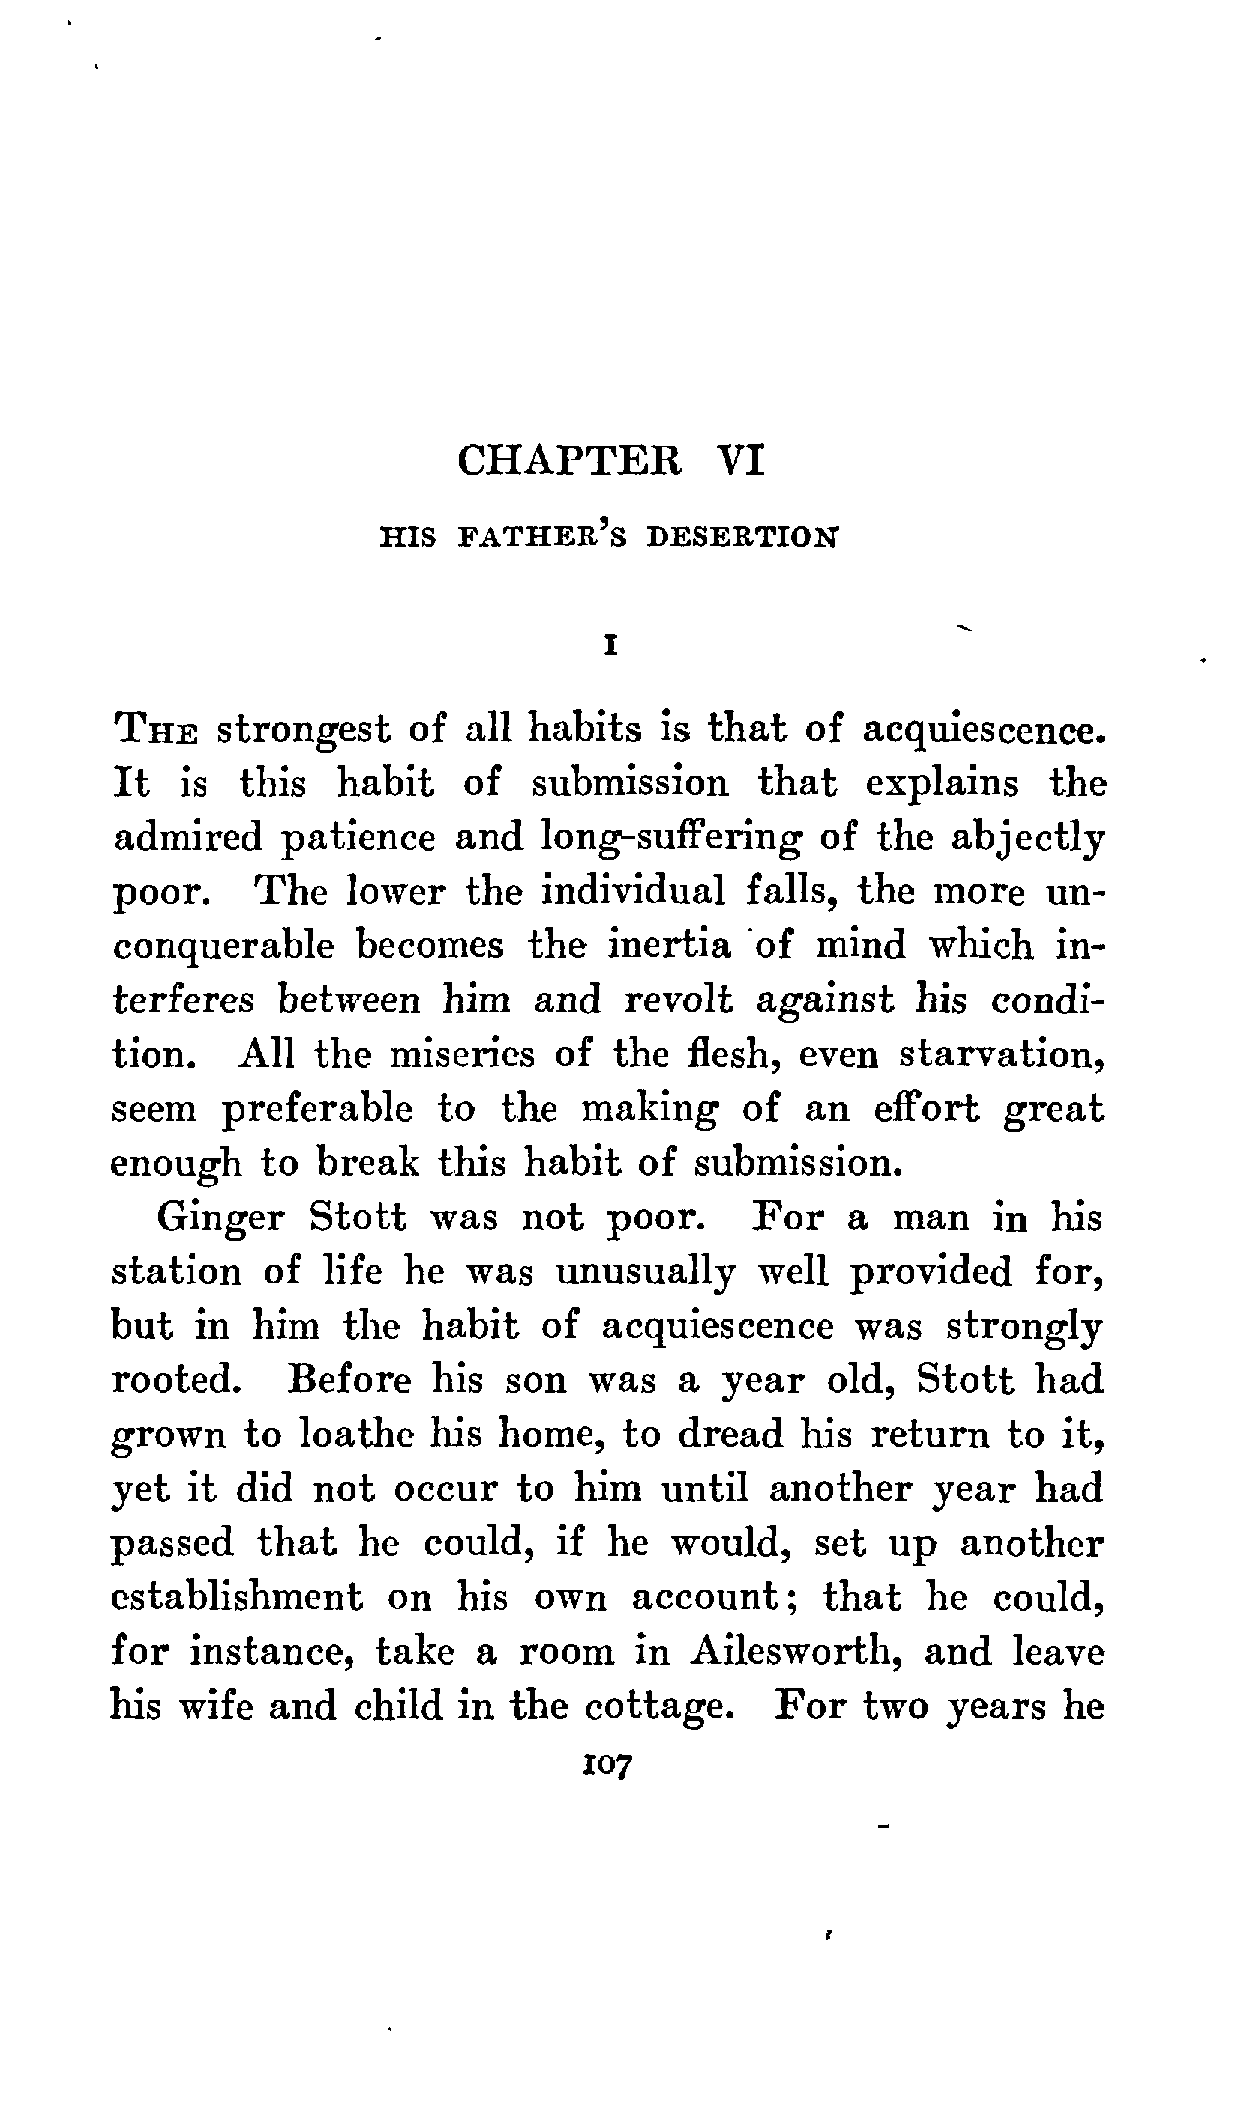 CHAPTER VI
HIS FATHER'S DESERTION
I
THE strongest of all habits is that of acquiescence.
It is this habit of submission that explains the
admired patience and long-suffering of the abjectly
poor. The lower the individual falls, the more un-
conquerable becomes the inertia of mind which in-
terferes between him and revolt against his condi-
tion. All the miseries of the flesh, even starvation,
seem preferable to the making of an effort great
enough to break this habit of submission.
Ginger Stott was not poor. For a man in his
station of life he was unusually well provided for,
but in him the habit of acquiescence was strongly
rooted. Before his son was a year old, Stott had
grown to loathe his home, to dread his return to it,
yet it did not occur to him until another year had
passed that he could, if he would, set up another
establishment on his own account; that he could,
for instance, take a room in Ailesworth, and leave
his wife and child in the cottage. For two years he
107